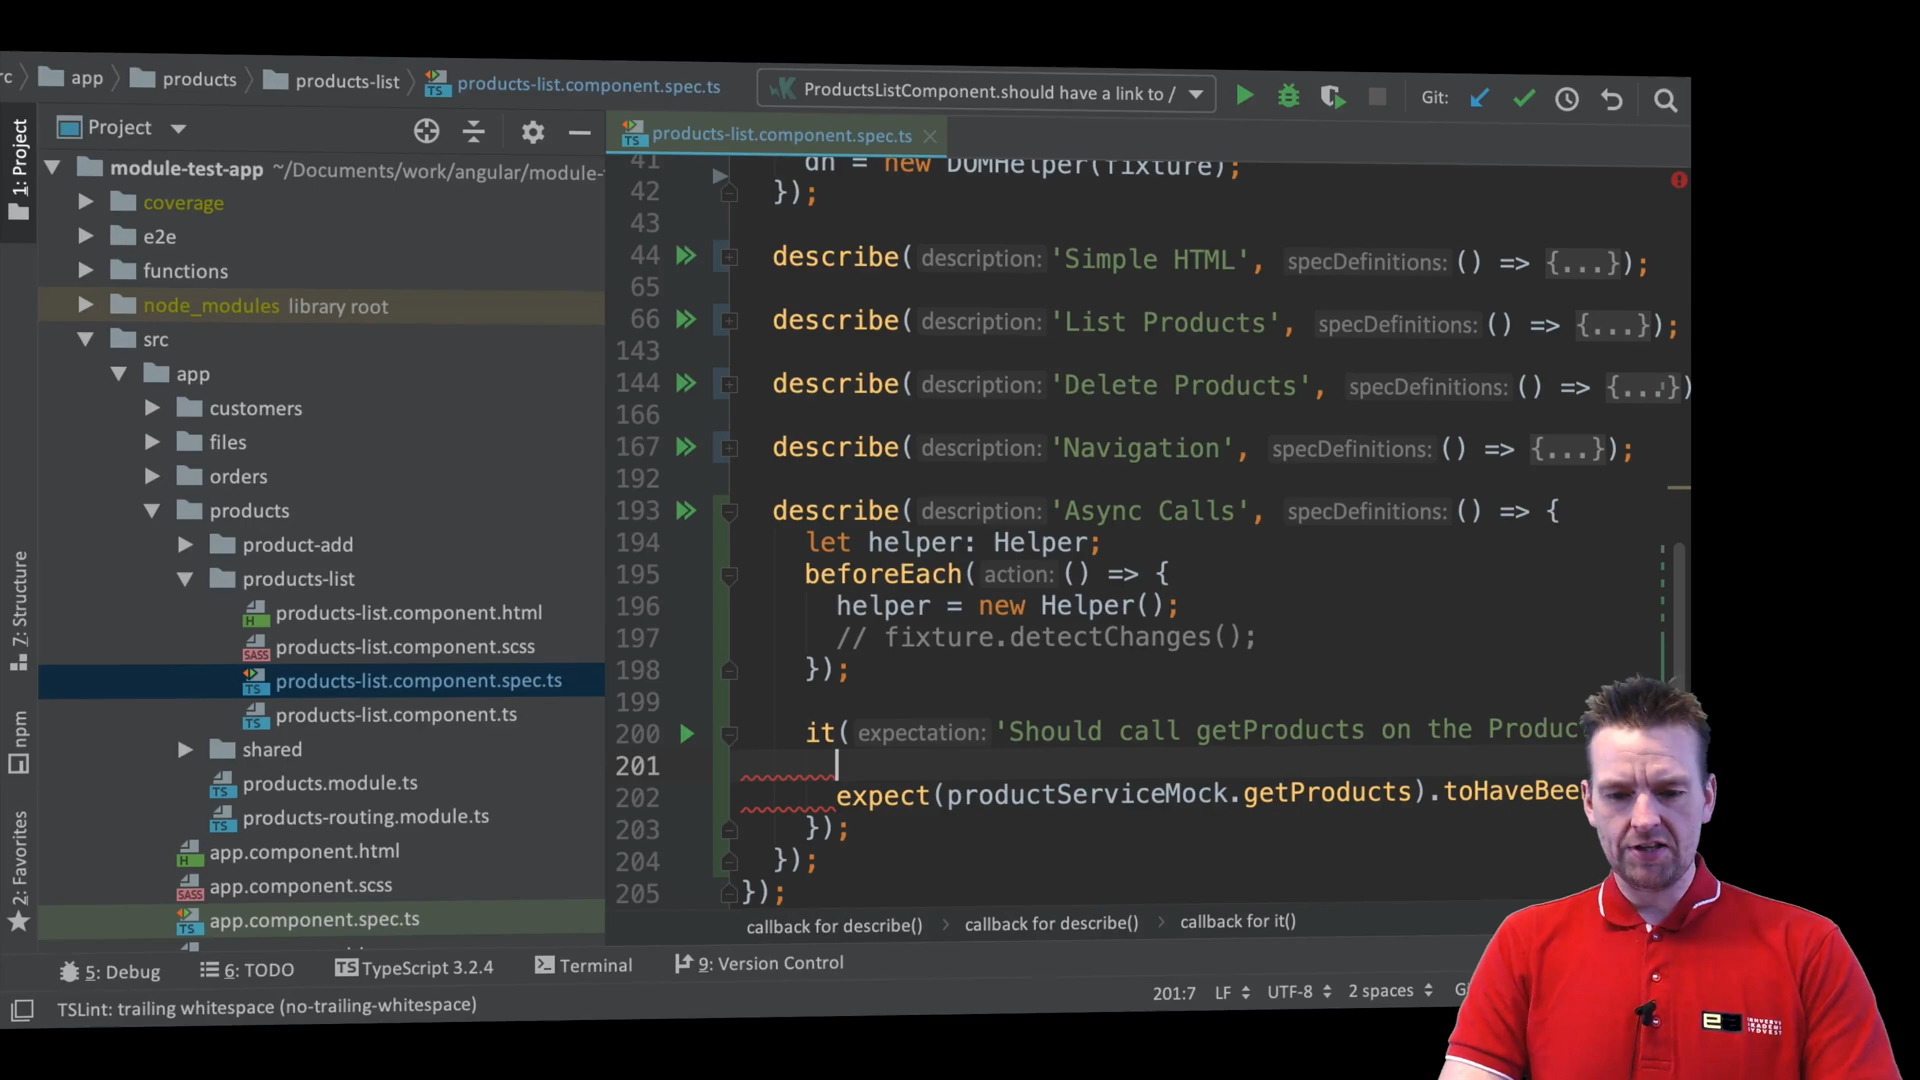 rc
app
products
products-list
products-list.component.spec.ts
ProductsListComponent.should have a link to /
Git:
1: Project
Z: Structure
npm
2: Favorites
Project
module-test-app ~/Documents/work/angular/module-
coverage
e2e
functions
node_modules library root
src
app
customers
files
orders
products
product-add
products-list
products-list.component.html
products-list.component.scss
products-list.component.spec.ts
products-list.component.ts
shared
products.module.ts
products-routing.module.ts
app.component.html
app.component.scss
app.component.spec.ts
products-list.component.spec.ts
41 dh = new DOMHelper(fixture);
42 });
43
44 describe( description: 'Simple HTML', specDefinitions: () => {...});
65
66 describe( description: 'List Products', specDefinitions: () => {...});
143
144 describe( description: 'Delete Products', specDefinitions: () => {...})
166
167 describe( description: 'Navigation', specDefinitions: () => {...});
192
193 describe( description: 'Async Calls', specDefinitions: () => {
194 let helper: Helper;
195 beforeEach( action: () => {
196 helper = new Helper();
197 // fixture.detectChanges();
198 });
199
200 it( expectation: 'Should call getProducts on the Produc
201
202 expect(productServiceMock.getProducts).toHaveBee
203 });
204 });
205 });
callback for describe() callback for describe() callback for it()
5: Debug
6: TODO
TypeScript 3.2.4
Terminal
9: Version Control
TSLint: trailing whitespace (no-trailing-whitespace)
201:7 LF UTF-8 2 spaces